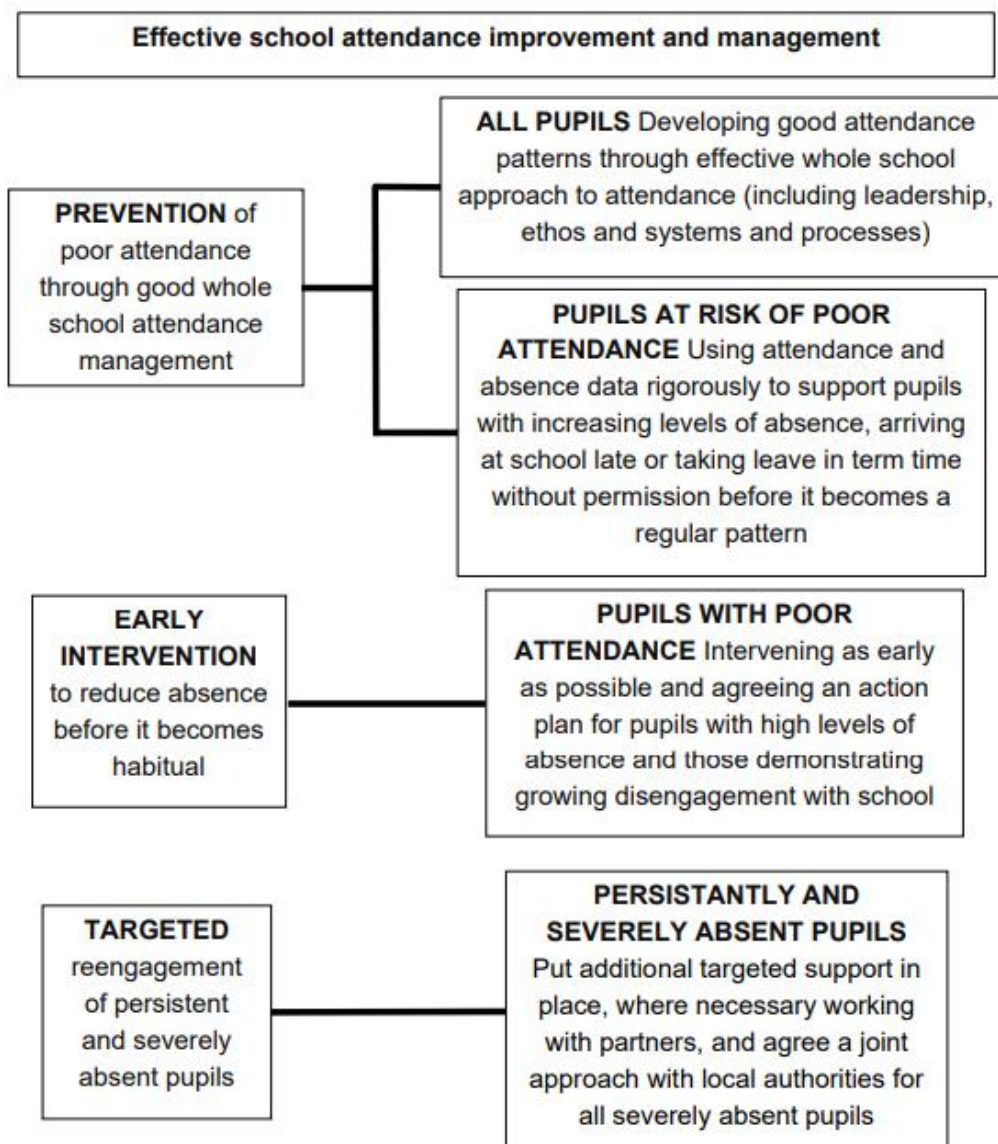 Effective school attendance improvement and management
PREVENTION of
poor attendance
through good whole
school attendance
management
ALL PUPILS Developing good attendance
patterns through effective whole school
approach to attendance (including leadership,
ethos and systems and processes)
PUPILS AT RISK OF POOR
ATTENDANCE Using attendance and
absence data rigorously to support pupils
with increasing levels of absence, arriving
at school late or taking leave in term time
without permission before it becomes a
regular pattern
EARLY
INTERVENTION
to reduce absence
before it becomes
habitual
PUPILS WITH POOR
ATTENDANCE Intervening as early
as possible and agreeing an action
plan for pupils with high levels of
absence and those demonstrating
growing disengagement with school
TARGETED
reengagement
of persistent
and severely
absent pupils
PERSISTANTLY AND
SEVERELY ABSENT PUPILS
Put additional targeted support in
place, where necessary working
with partners, and agree a joint
approach with local authorities for
all severely absent pupils